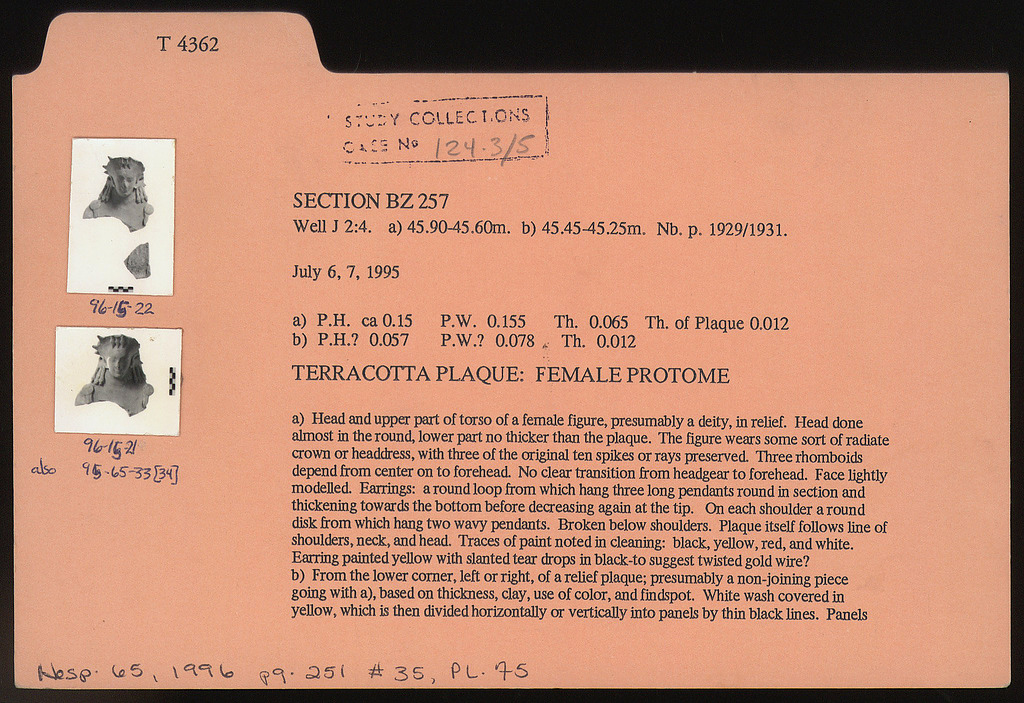 T 4362
STUDY COLLECTIONS
CASE No 124.3/5
SECTION BZ 257
Well J 2:4. a) 45.90-45.60m. b) 45.45-45.25m. Nb. p. 1929/1931.
July 6, 7, 1995
96-15-22
a) P.H. ca 0.15 P.W. 0.155 Th. 0.065 Th. of Plaque 0.012
b) P.H.? 0.057 P.W.? 0.078 Th. 0.012
TERRACOTTA PLAQUE: FEMALE PROTOME
a) Head and upper part of torso of a female figure, presumably a deity, in relief. Head done
almost in the round, lower part no thicker than the plaque. The figure wears some sort of radiate
crown or headdress, with three of the original ten spikes or rays preserved. Three rhomboids
depend from center on to forehead. No clear transition from headgear to forehead. Face lightly
modelled. Earrings: a round loop from which hang three long pendants round in section and
thickening towards the bottom before decreasing again at the tip. On each shoulder a round
disk from which hang two wavy pendants. Broken below shoulders. Plaque itself follows line of
shoulders, neck, and head. Traces of paint noted in cleaning: black, yellow, red, and white.
Earring painted yellow with slanted tear drops in black-to suggest twisted gold wire?
b) From the lower corner, left or right, of a relief plaque; presumably a non-joining piece
going with a), based on thickness, clay, use of color, and findspot. White wash covered in
yellow, which is then divided horizontally or vertically into panels by thin black lines. Panels
96-15-21
also 95-65-33[34]
Hesp. 65, 1996 pg. 251 # 35, PL. 75